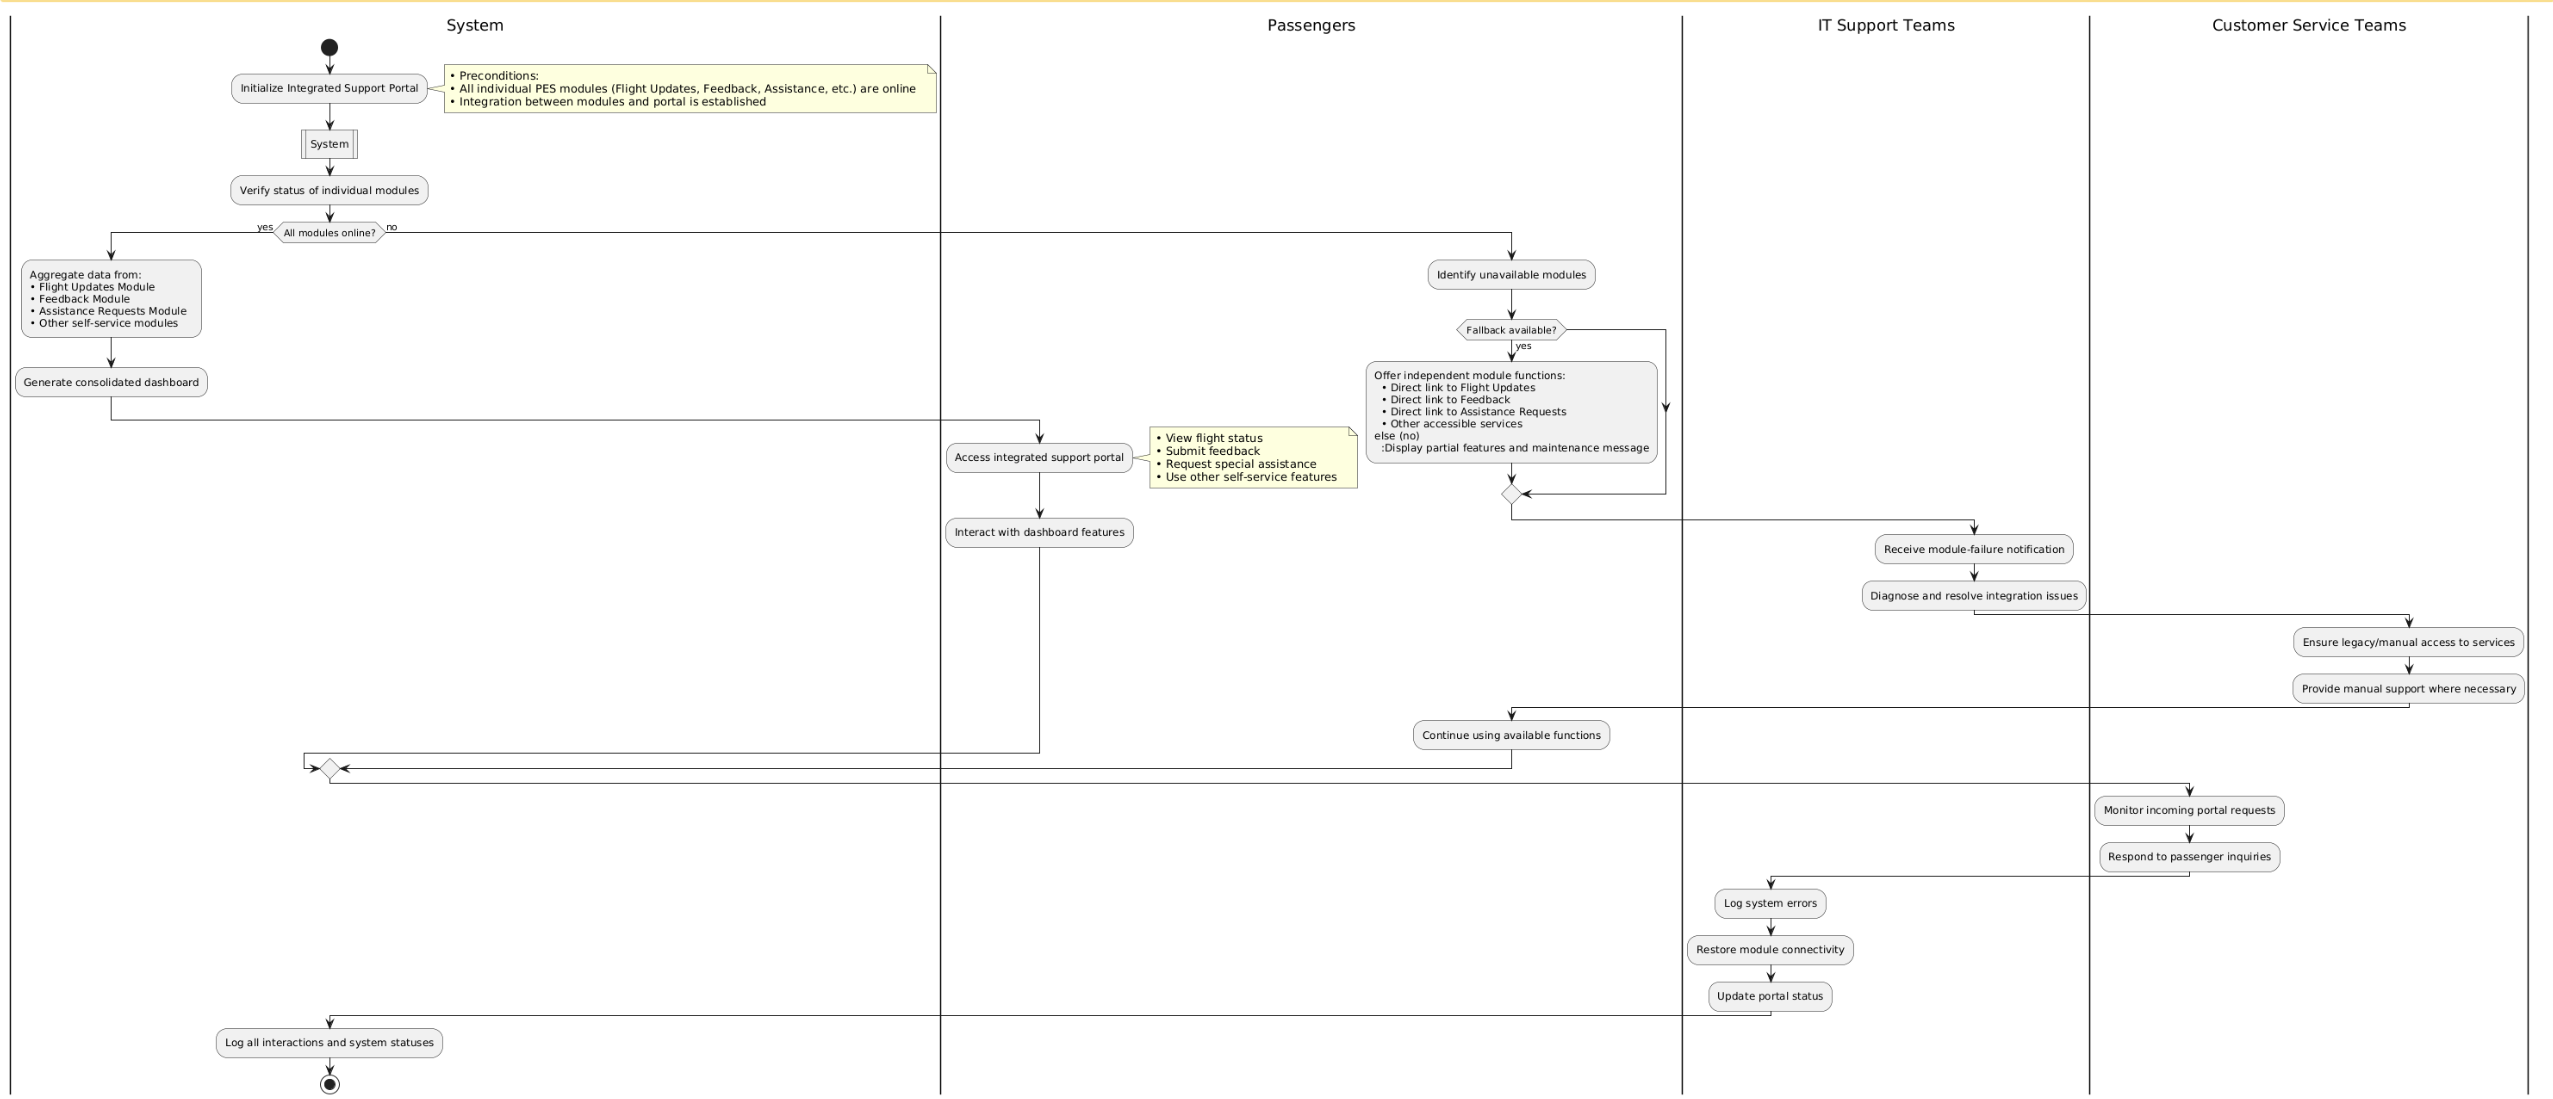 System
Passengers
IT Support Teams
Customer Service Teams
Initialize Integrated Support Portal
• Preconditions:
• All individual PES modules (Flight Updates, Feedback, Assistance, etc.) are online
• Integration between modules and portal is established
System
Verify status of individual modules
All modules online?
yes
no
Aggregate data from:
• Flight Updates Module
• Feedback Module
• Assistance Requests Module
• Other self-service modules
Generate consolidated dashboard
Access integrated support portal
• View flight status
• Submit feedback
• Request special assistance
• Use other self-service features
Interact with dashboard features
Identify unavailable modules
Fallback available?
yes
Offer independent module functions:
• Direct link to Flight Updates
• Direct link to Feedback
• Direct link to Assistance Requests
• Other accessible services
else (no)
:Display partial features and maintenance message
Receive module-failure notification
Diagnose and resolve integration issues
Ensure legacy/manual access to services
Provide manual support where necessary
Continue using available functions
Monitor incoming portal requests
Respond to passenger inquiries
Log system errors
Restore module connectivity
Update portal status
Log all interactions and system statuses